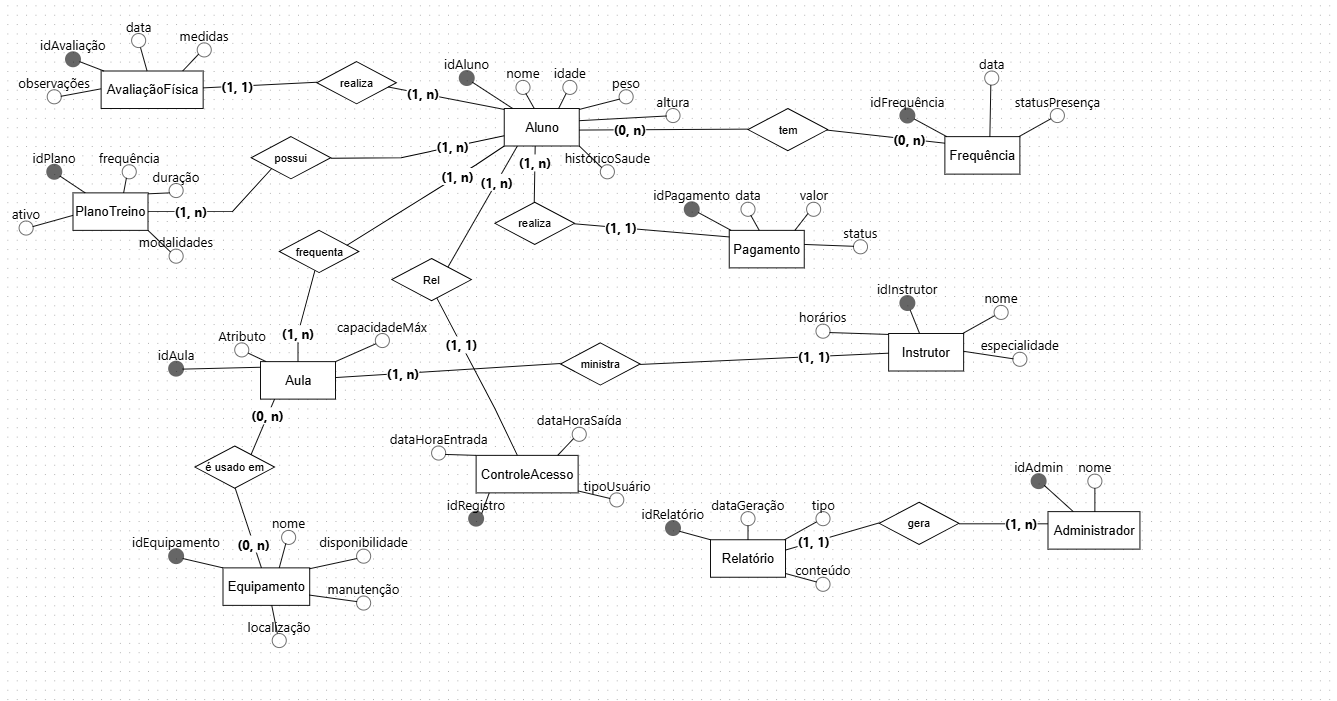 data
idAvaliação
medidas
observações
AvaliaçãoFísica
(1, 1)
realiza
(1, n)
idAluno
nome
idade
peso
altura
Aluno
históricoSaude
(0, n)
tem
(0, n)
data
idFrequência
statusPresença
Frequência
idPlano
frequência
duração
ativo
PlanoTreino
modalidades
(1, n)
possui
(1, n)
(1, n)
frequenta
(1, n)
(1, n)
Rel
(1, 1)
(1, n)
realiza
(1, 1)
idPagamento
data
valor
status
Pagamento
idInstrutor
nome
horários
especialidade
Instrutor
(1, 1)
ministra
(1, n)
Atributo
capacidadeMáx
idAula
Aula
(0, n)
é usado em
(0, n)
dataHoraSaída
dataHoraEntrada
ControleAcesso
tipoUsuário
idRegistro
idEquipamento
nome
disponibilidade
Equipamento
manutenção
localização
idRelatório
dataGeração
tipo
Relatório
conteúdo
(1, 1)
gera
(1, n)
idAdmin
nome
Administrador